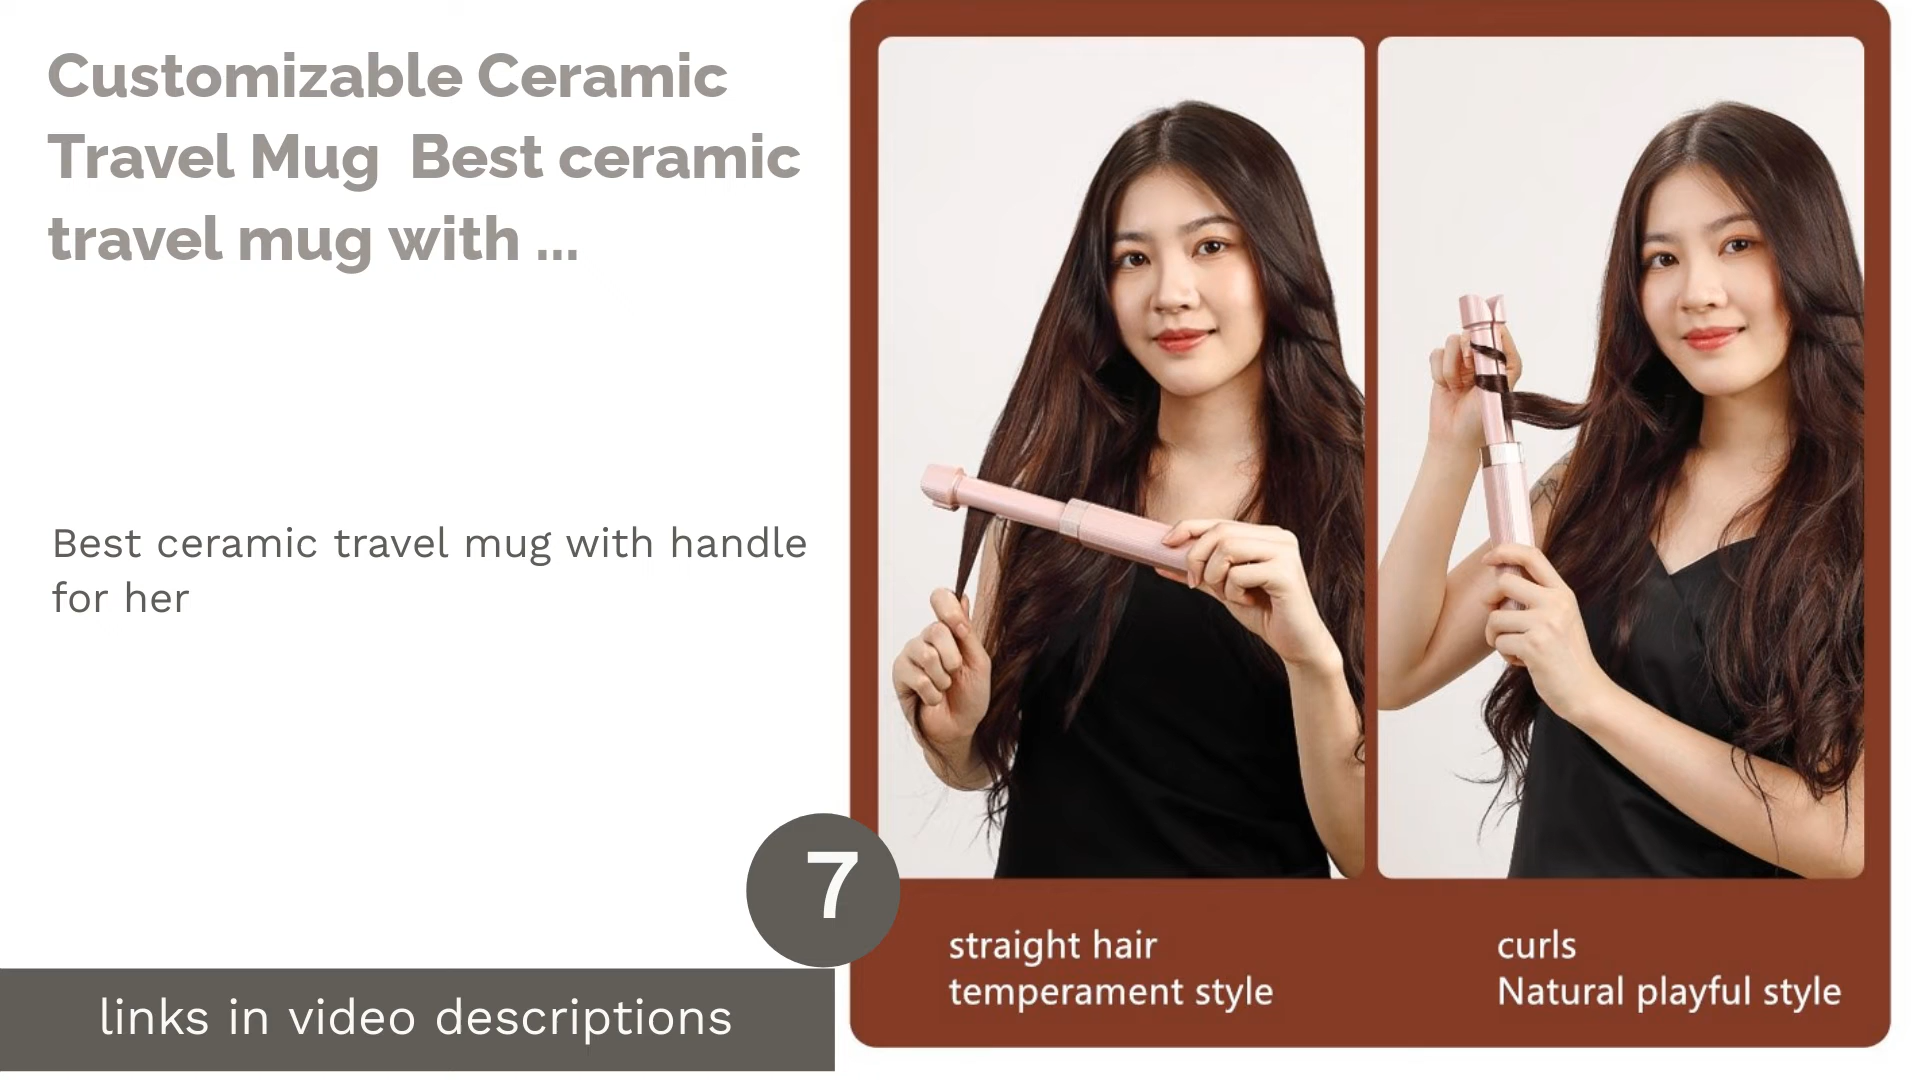 Customizable Ceramic
Travel Mug  Best ceramic
travel mug with ...
Best ceramic travel mug with handle
for her
7
links in video descriptions
straight hair
temperament style
curls
Natural playful style